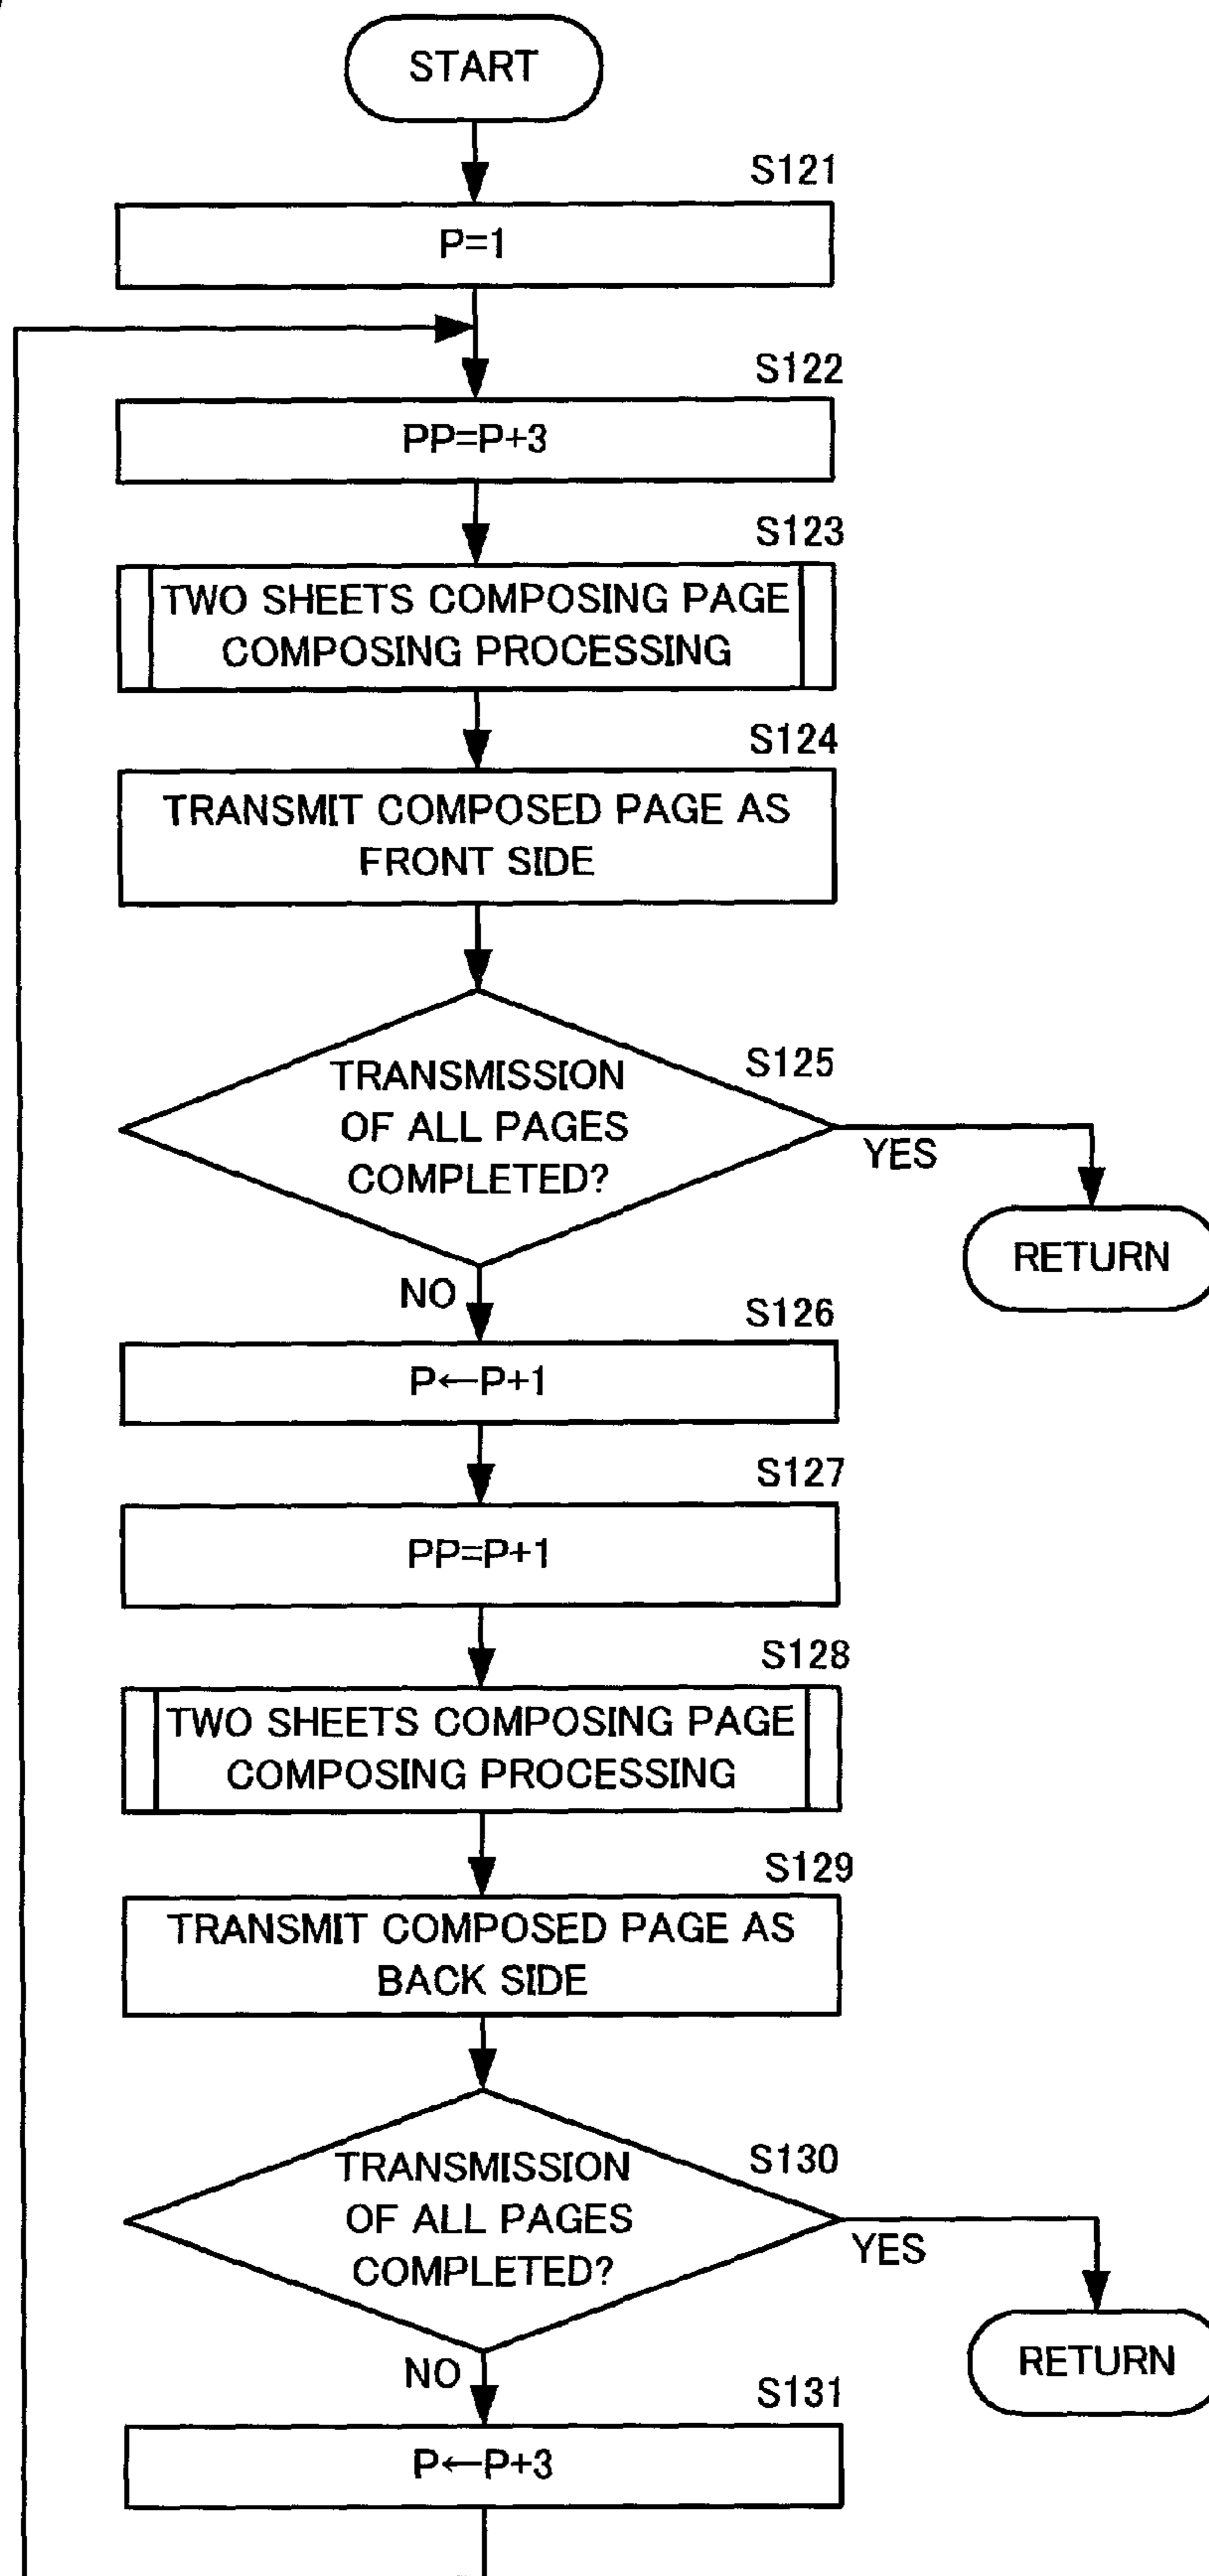 START
S121
P=1
S122
PP=P+3
S123
TWO SHEETS COMPOSING PAGE
COMPOSING PROCESSING
S124
TRANSMIT COMPOSED PAGE AS
FRONT SIDE
S125
TRANSMISSION
OF ALL PAGES
COMPLETED?
YES
RETURN
NO
S126
P←P+1
S127
PP=P+1
S128
TWO SHEETS COMPOSING PAGE
COMPOSING PROCESSING
S129
TRANSMIT COMPOSED PAGE AS
BACK SIDE
S130
TRANSMISSION
OF ALL PAGES
COMPLETED?
YES
RETURN
NO
S131
P←P+3